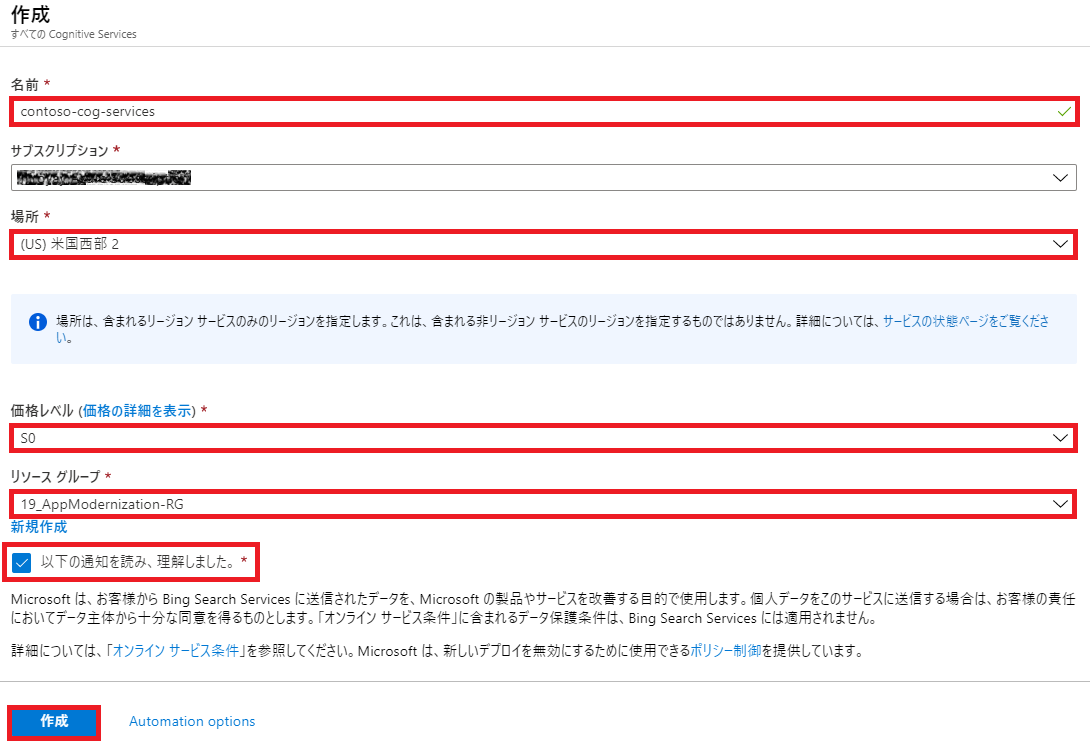 作成
すべての Cognitive Services
名前 *
contoso-cog-services
サブスクリプション *
場所 *
(US) 米国西部 2
場所は、含まれるリージョン サービスのみのリージョンを指定します。これは、含まれる非リージョン サービスのリージョンを指定するものではありません。詳細については、サービスの状態ページをご覧くださ
い。
価格レベル (価格の詳細を表示) *
S0
リソース グループ *
19_AppModernization-RG
新規作成
以下の通知を読み、理解しました。 *
Microsoft は、お客様から Bing Search Services に送信されたデータを、Microsoft の製品やサービスを改善する目的で使用します。個人データをこのサービスに送信する場合は、お客様の責任
においてデータ主体から十分な同意を得るものとします。「オンライン サービス条件」に含まれるデータ保護条件は、Bing Search Services には適用されません。
詳細については、「オンライン サービス条件」を参照してください。Microsoft は、新しいデプロイを無効にするために使用できるポリシー制御を提供しています。
作成
Automation options